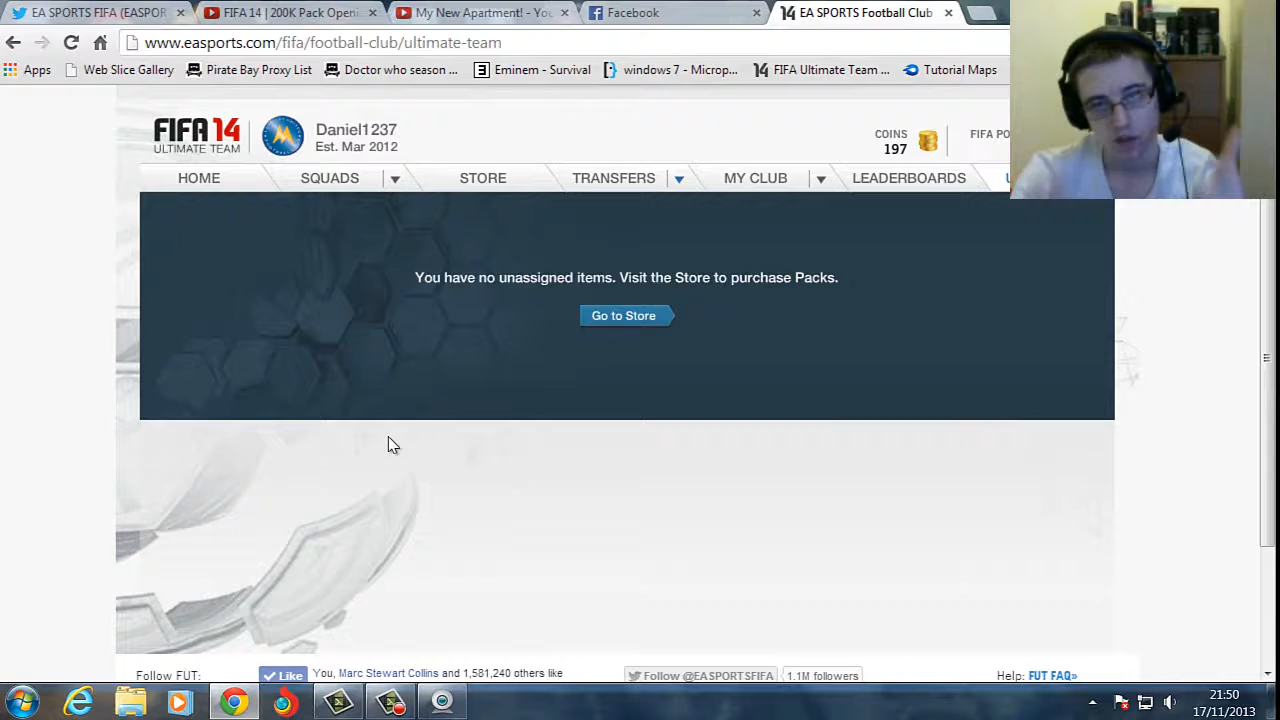 EA SPORTS FIFA (EASPOR
FIFA 14 | 200K Pack Openi
My New Apartment! - You
Facebook
EA SPORTS Football Club
www.easports.com/fifa/football-club/ultimate-team
Apps
Web Slice Gallery
Pirate Bay Proxy List
Doctor who season ...
Eminem - Survival
windows 7 - Microp...
FIFA Ultimate Team ...
Tutorial Maps
FIFA 14
ULTIMATE TEAM
Daniel1237
Est. Mar 2012
COINS
197
FIFA PO
HOME
SQUADS
STORE
TRANSFERS
MY CLUB
LEADERBOARDS
You have no unassigned items. Visit the Store to purchase Packs.
Go to Store
Follow FUT:
Like
You, Marc Stewart Collins and 1,581,240 others like
Follow @EASPORTSFIFA
1.1M followers
Help: FUT FAQ»
21:50
17/11/2013